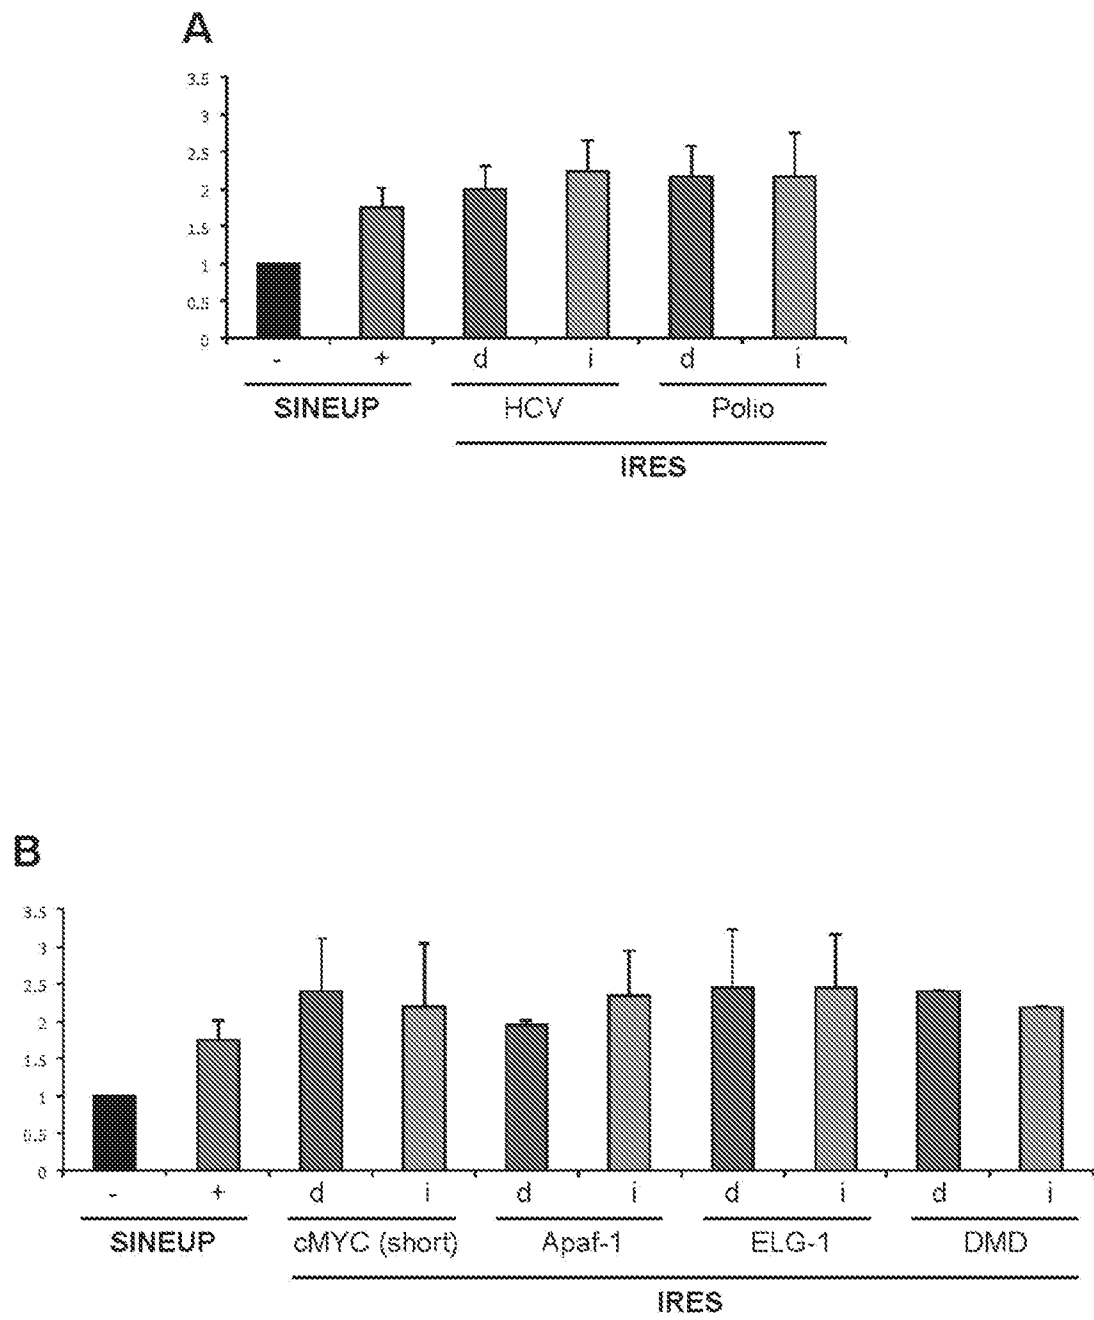 A
3.5
3
2.5
2
1.5
1
0.5
0
- + d i d i
SINEUP HCV Polio
IRES
B
3.5
3
2.5
2
1.5
1
0.5
0
- + d i d i d i d i
SINEUP cMYC (short) Apaf-1 ELG-1 DMD
IRES